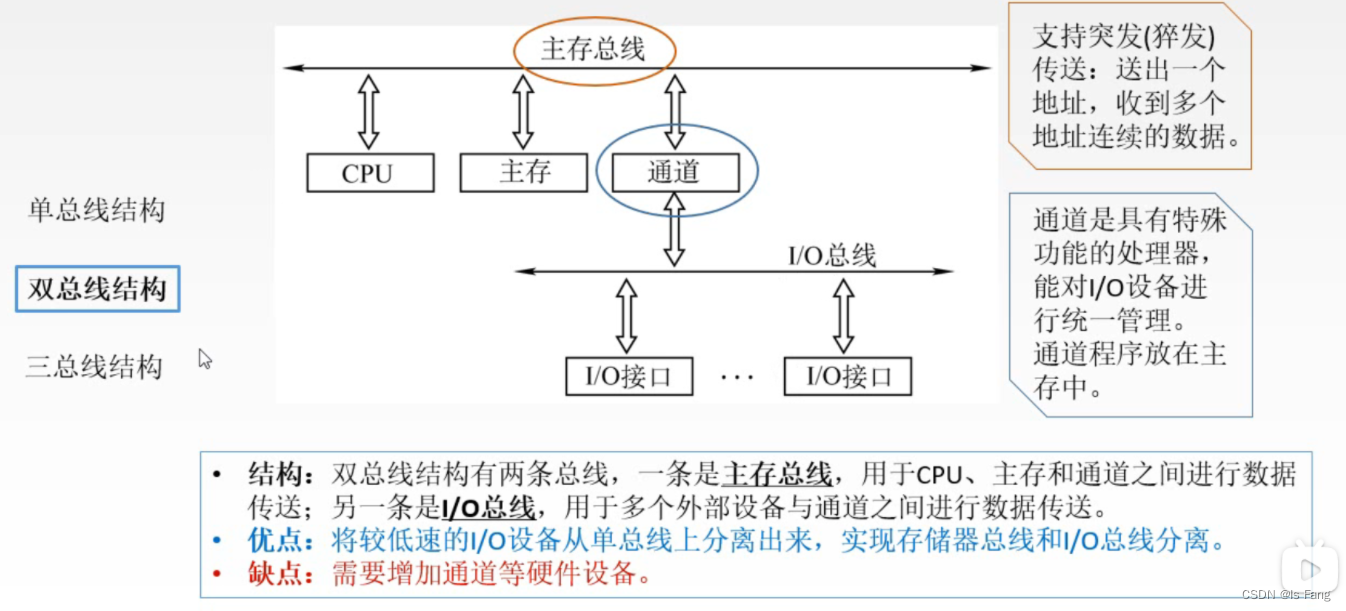 主存总线
支持突发(猝发)
传送：送出一个
地址，收到多个
地址连续的数据。
CPU
主存
通道
单总线结构
双总线结构
三总线结构
I/O总线
通道是具有特殊
功能的处理器，
能对I/O设备进
行统一管理。
通道程序放在主
存中。
I/O接口
···
I/O接口
• 结构：双总线结构有两条总线，一条是主存总线，用于CPU、主存和通道之间进行数据
传送；另一条是I/O总线，用于多个外部设备与通道之间进行数据传送。
• 优点：将较低速的I/O设备从单总线上分离出来，实现存储器总线和I/O总线分离。
• 缺点：需要增加通道等硬件设备。
CSDN @Is Fang